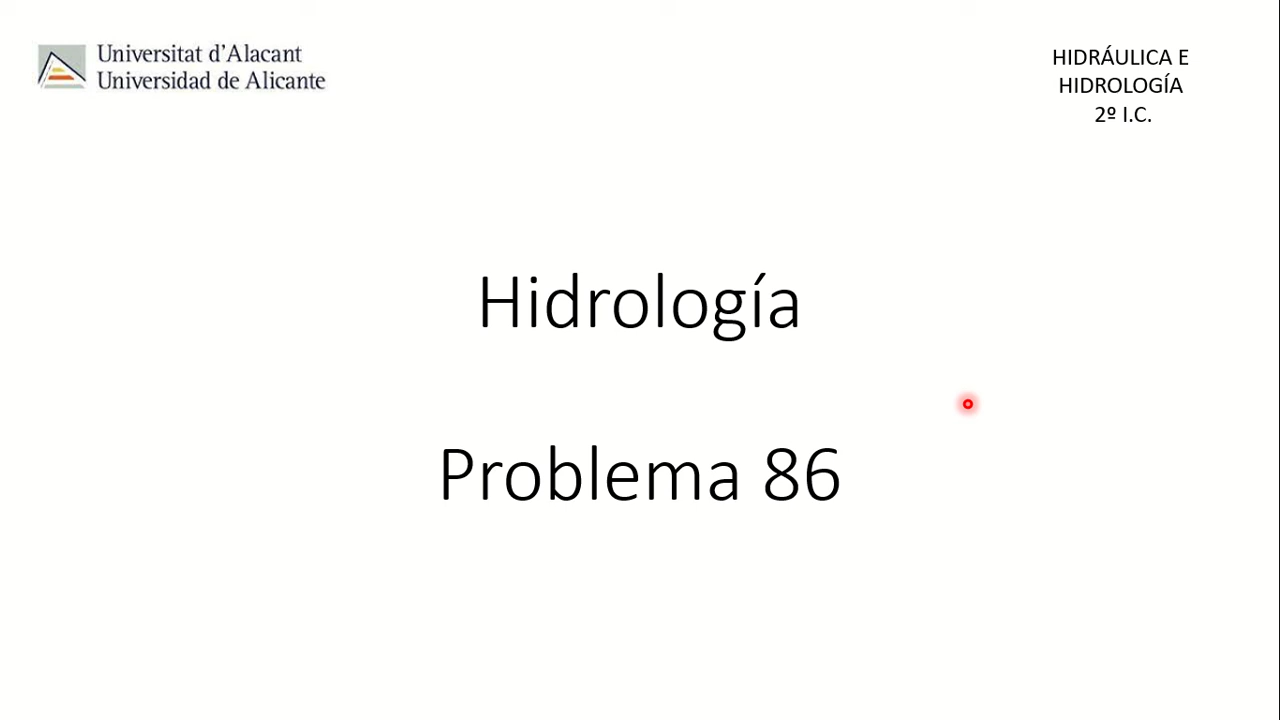 Universitat d'Alacant
Universidad de Alicante
HIDRÁULICA E
HIDROLOGÍA
2º I.C.
Hidrología
Problema 86